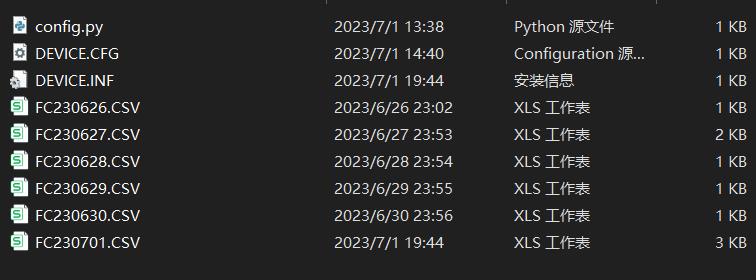 config.py 2023/7/1 13:38 Python 源文件 1 KB
DEVICE.CFG 2023/7/1 14:40 Configuration 源... 1 KB
DEVICE.INF 2023/7/1 19:44 安装信息 1 KB
FC230626.CSV 2023/6/26 23:02 XLS 工作表 1 KB
FC230627.CSV 2023/6/27 23:53 XLS 工作表 2 KB
FC230628.CSV 2023/6/28 23:54 XLS 工作表 1 KB
FC230629.CSV 2023/6/29 23:55 XLS 工作表 1 KB
FC230630.CSV 2023/6/30 23:56 XLS 工作表 1 KB
FC230701.CSV 2023/7/1 19:44 XLS 工作表 3 KB